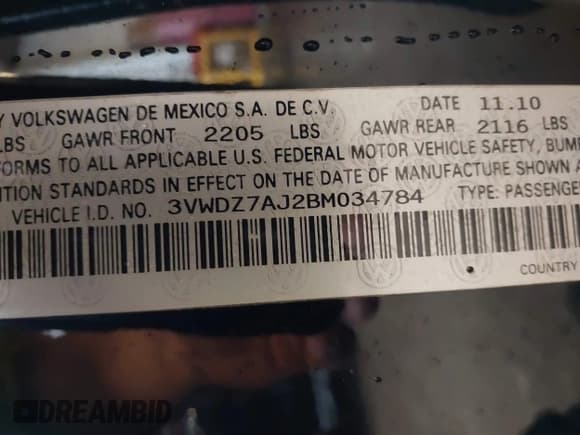 Y VOLKSWAGEN DE MEXICO S.A. DE C.V. DATE 11.10
LBS GAWR FRONT 2205 LBS GAWR REAR 2116 LBS
FORMS TO ALL APPLICABLE U.S. FEDERAL MOTOR VEHICLE SAFETY, BUMP
TION STANDARDS IN EFFECT ON THE DATE OF MANUFACTURE SHOWN A
VEHICLE I.D. NO. 3VWDZ7AJ2BM034784 TYPE: PASSENGE
COUNTRY
DREAMBID